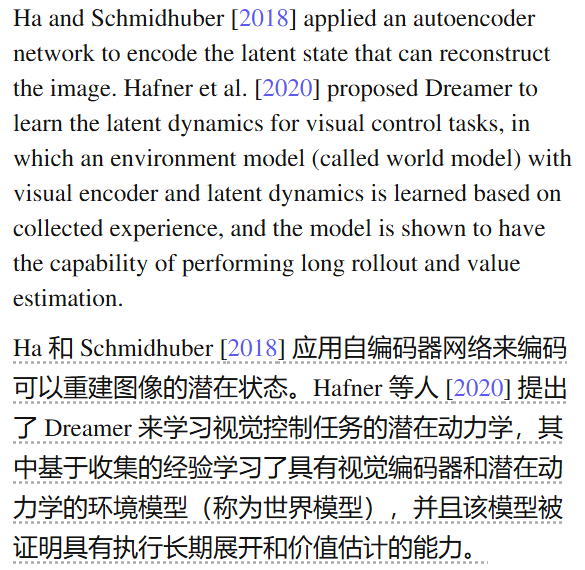 Ha and Schmidhuber [2018] applied an autoencoder
network to encode the latent state that can reconstruct
the image. Hafner et al. [2020] proposed Dreamer to
learn the latent dynamics for visual control tasks, in
which an environment model (called world model) with
visual encoder and latent dynamics is learned based on
collected experience, and the model is shown to have
the capability of performing long rollout and value
estimation.
Ha 和 Schmidhuber [2018] 应用自编码器网络来编码
可以重建图像的潜在状态。Hafner 等人 [2020] 提出
了 Dreamer 来学习视觉控制任务的潜在动力学，其
中基于收集的经验学习了具有视觉编码器和潜在动
力学的环境模型（称为世界模型），并且该模型被
证明具有执行长期展开和价值估计的能力。